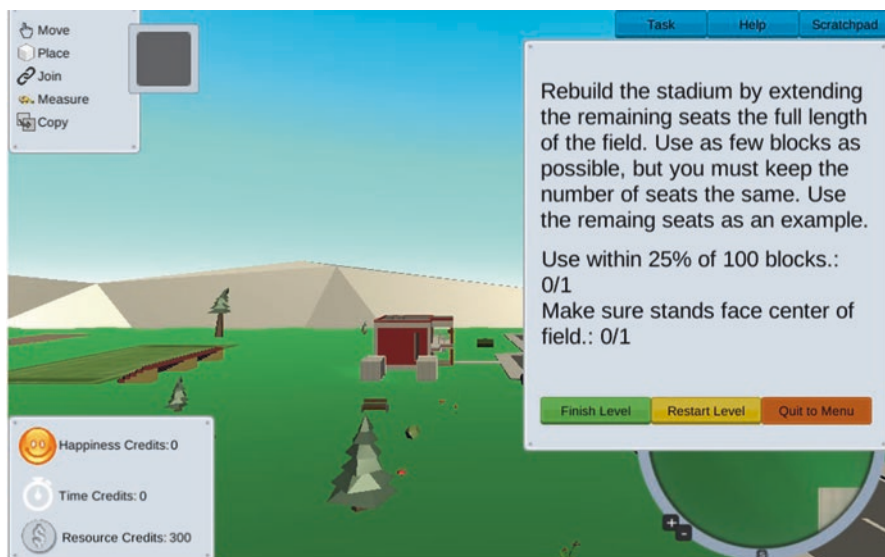 Move
Place
Join
Measure
Copy
Task
Help
Scratchpad
Rebuild the stadium by extending
the remaining seats the full length
of the field. Use as few blocks as
possible, but you must keep the
number of seats the same. Use
the remaing seats as an example.
Use within 25% of 100 blocks.:
0/1
Make sure stands face center of
field.: 0/1
Finish Level
Restart Level
Quit to Menu
Happiness Credits: 0
Time Credits: 0
Resource Credits: 300
+
-